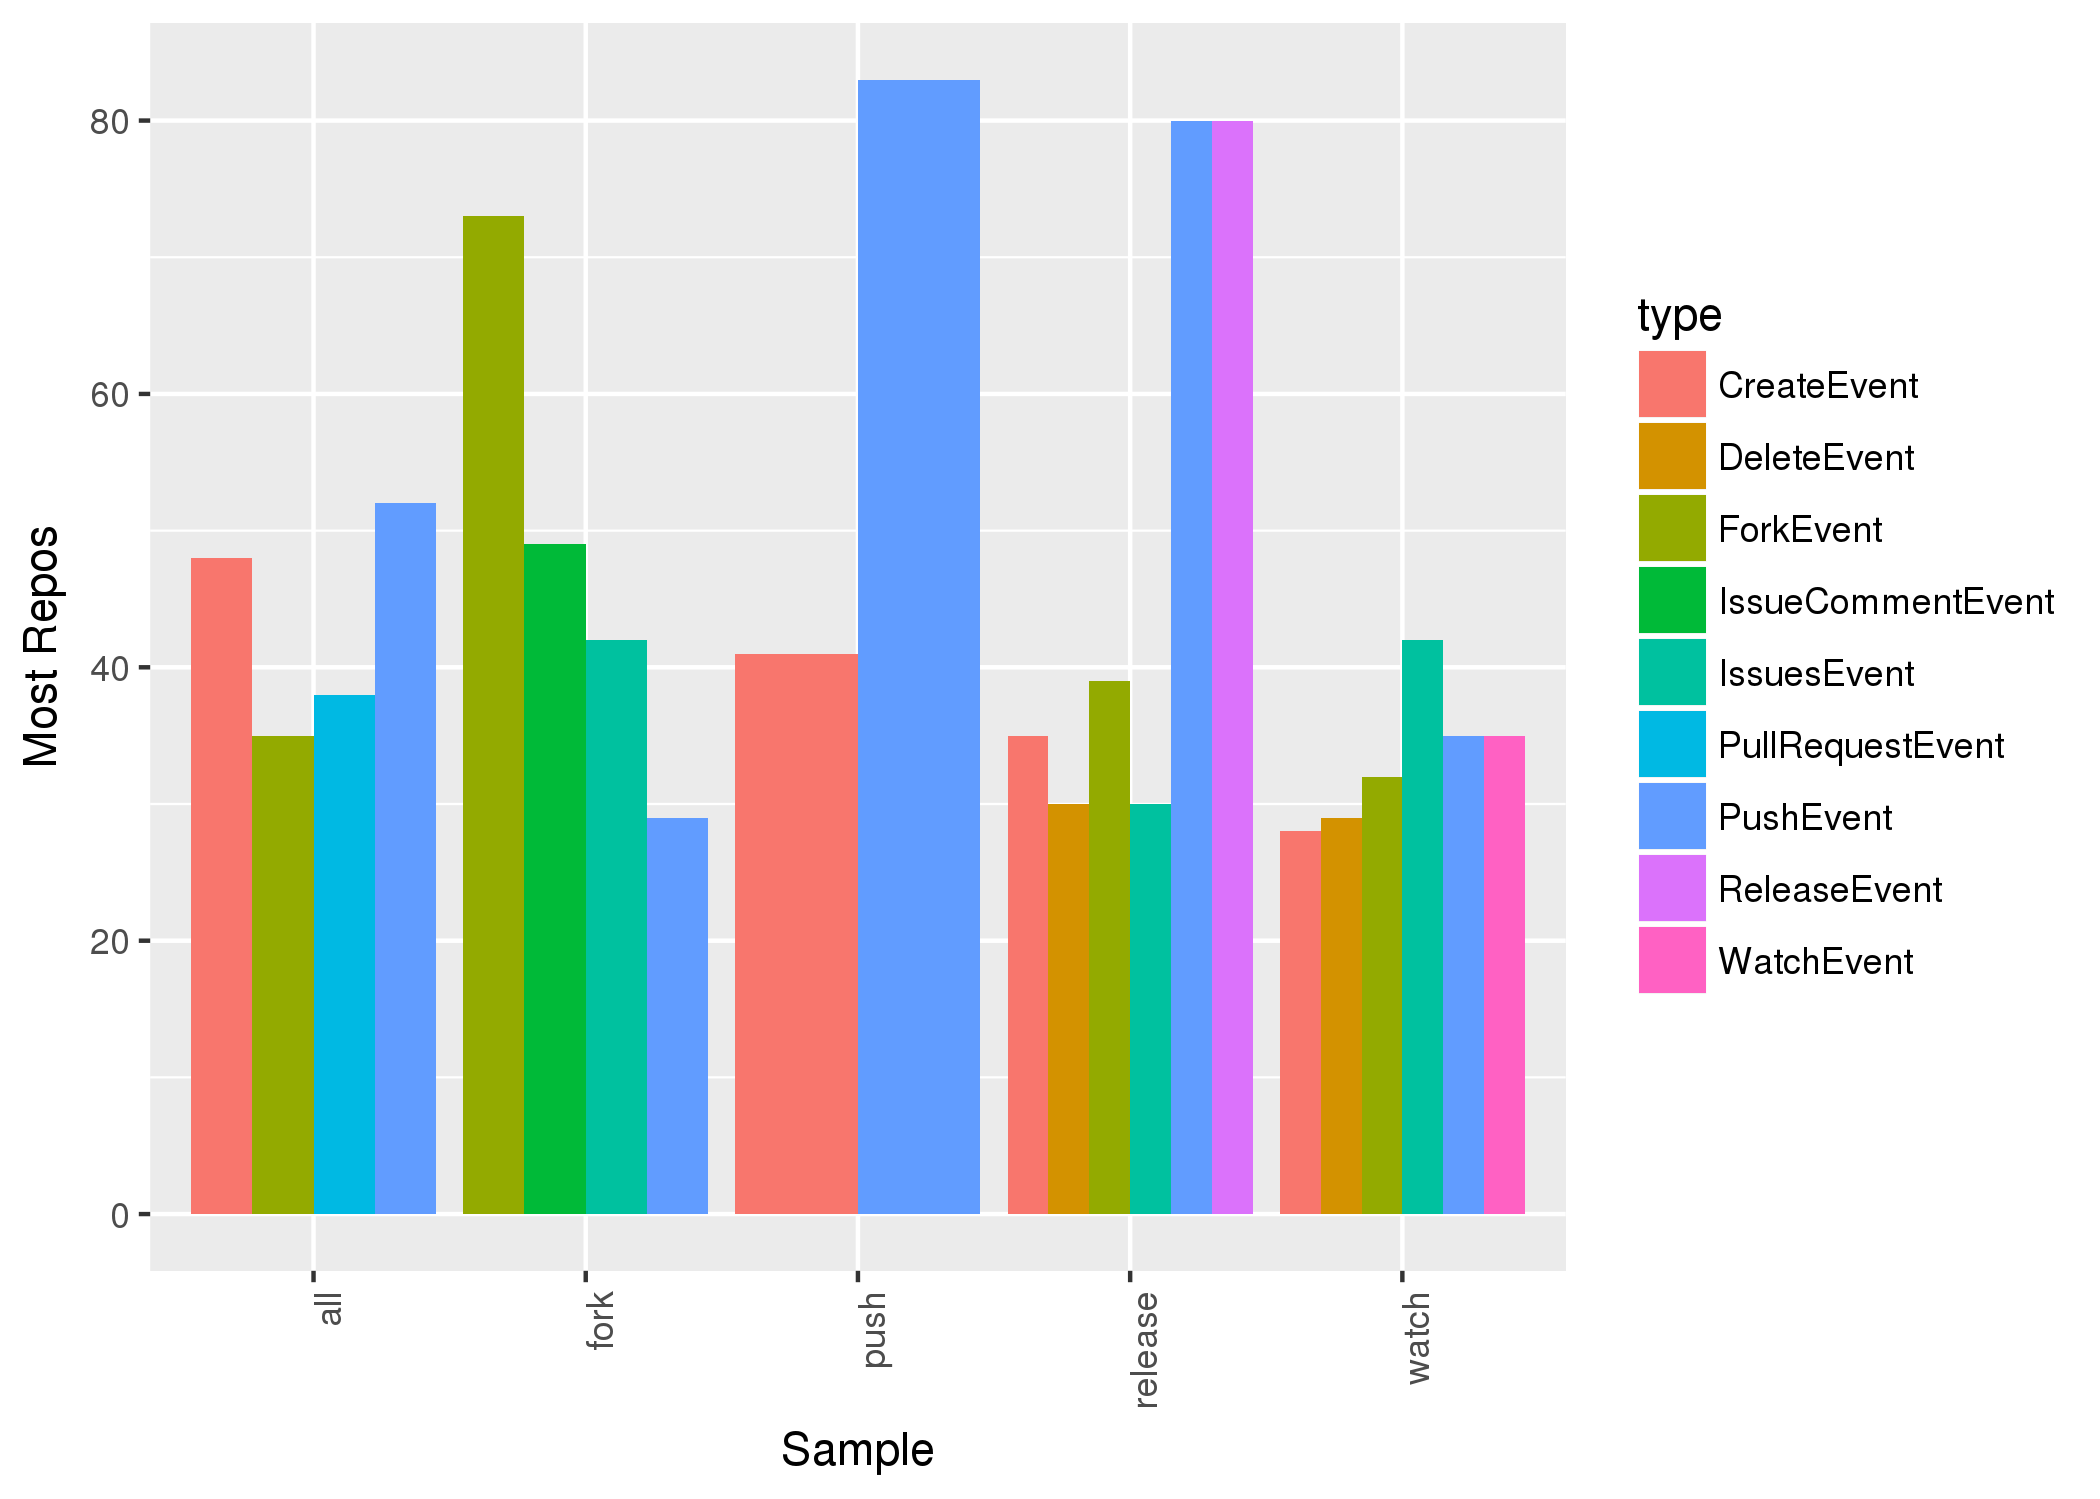 Most Repos
80
60
40
20
0
all
fork
push
release
watch
Sample
type
CreateEvent
DeleteEvent
ForkEvent
IssueCommentEvent
IssuesEvent
PullRequestEvent
PushEvent
ReleaseEvent
WatchEvent